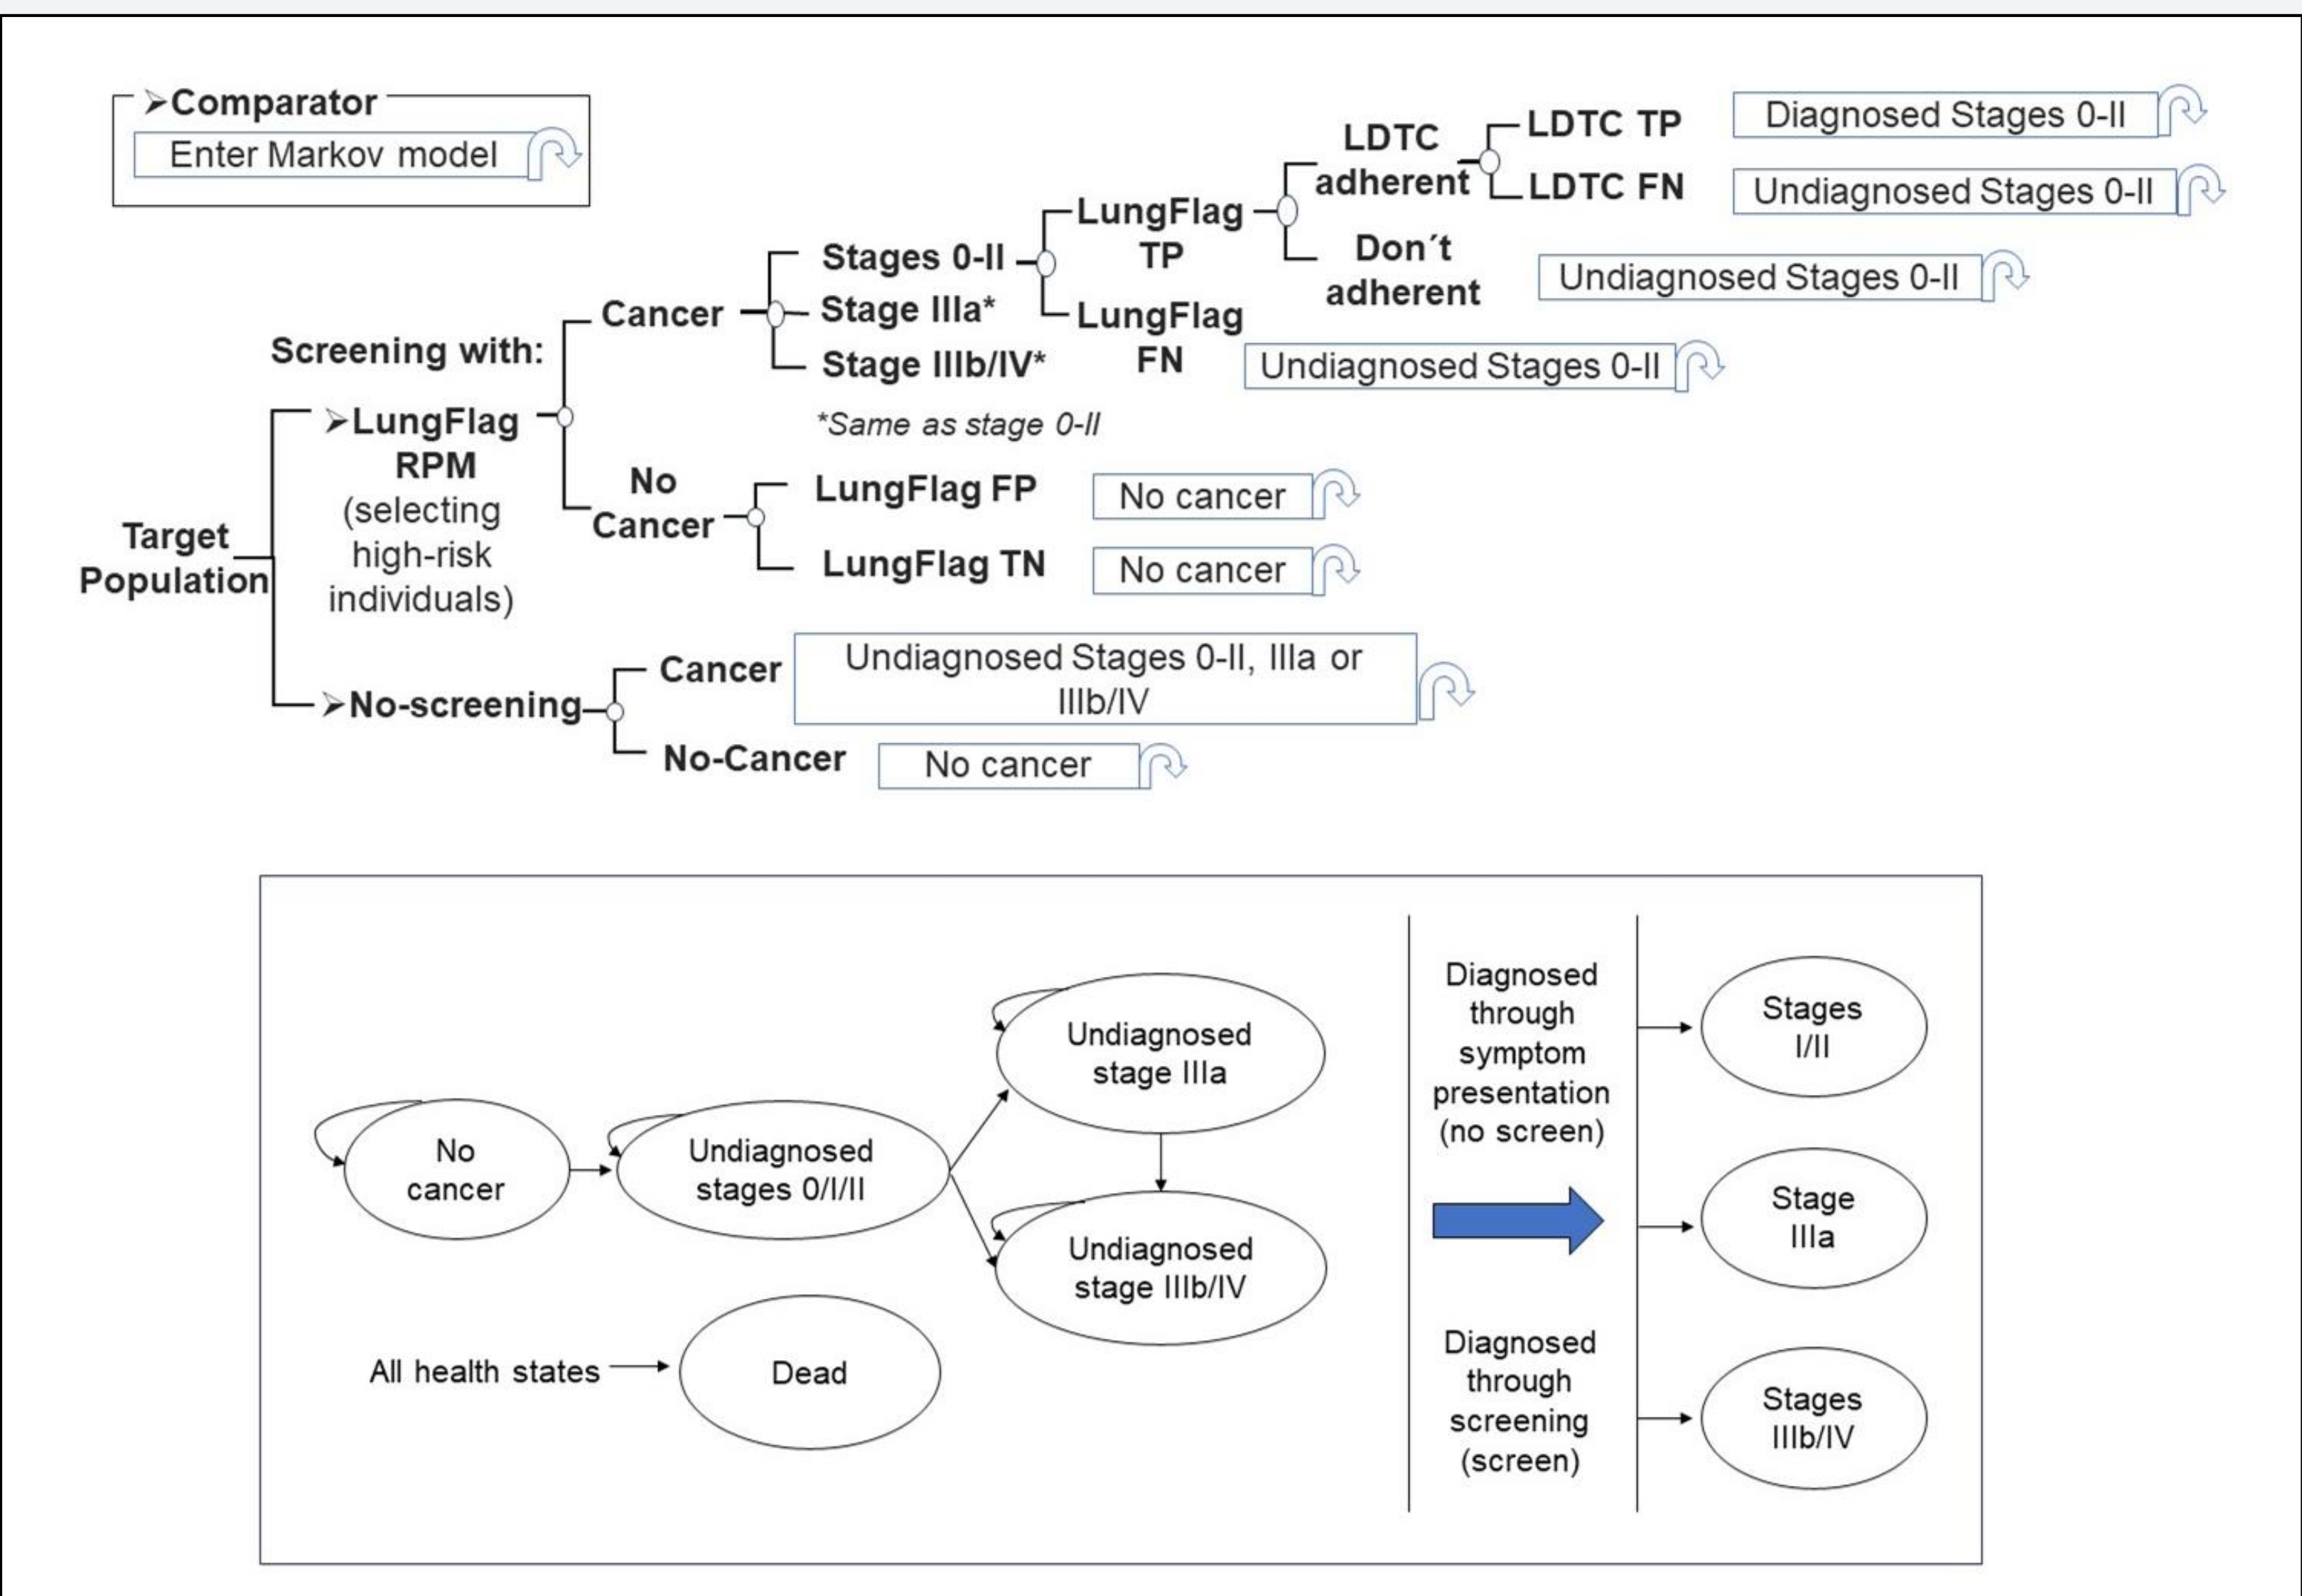 ➢Comparator
Enter Markov model
Target
Population
Screening with:
➢LungFlag
RPM
(selecting
high-risk
individuals)
Cancer
Stages 0-II
Stage IIIa*
Stage IIIb/IV*
*Same as stage 0-II
LungFlag
TP
LungFlag
FN
LDTC
adherent
Don´t
adherent
LDTC TP
LDTC FN
Diagnosed Stages 0-II
Undiagnosed Stages 0-II
Undiagnosed Stages 0-II
Undiagnosed Stages 0-II
No
Cancer
LungFlag FP
No cancer
LungFlag TN
No cancer
➢No-screening
Cancer
Undiagnosed Stages 0-II, IIIa or
IIIb/IV
No-Cancer
No cancer
No
cancer
Undiagnosed
stages 0/I/II
Undiagnosed
stage IIIa
Undiagnosed
stage IIIb/IV
All health states
Dead
Diagnosed
through
symptom
presentation
(no screen)
Diagnosed
through
screening
(screen)
Stages
I/II
Stage
IIIa
Stages
IIIb/IV